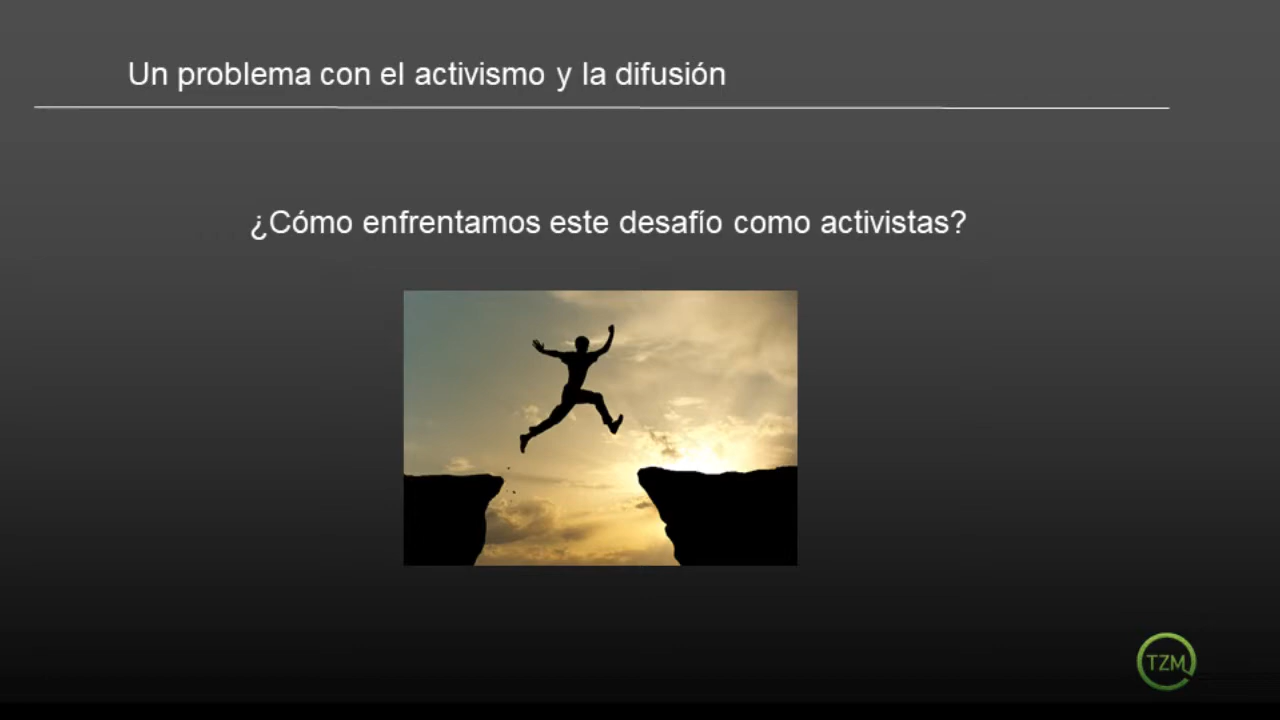 Un problema con el activismo y la difusión
¿Cómo enfrentamos este desafío como activistas?
TZM